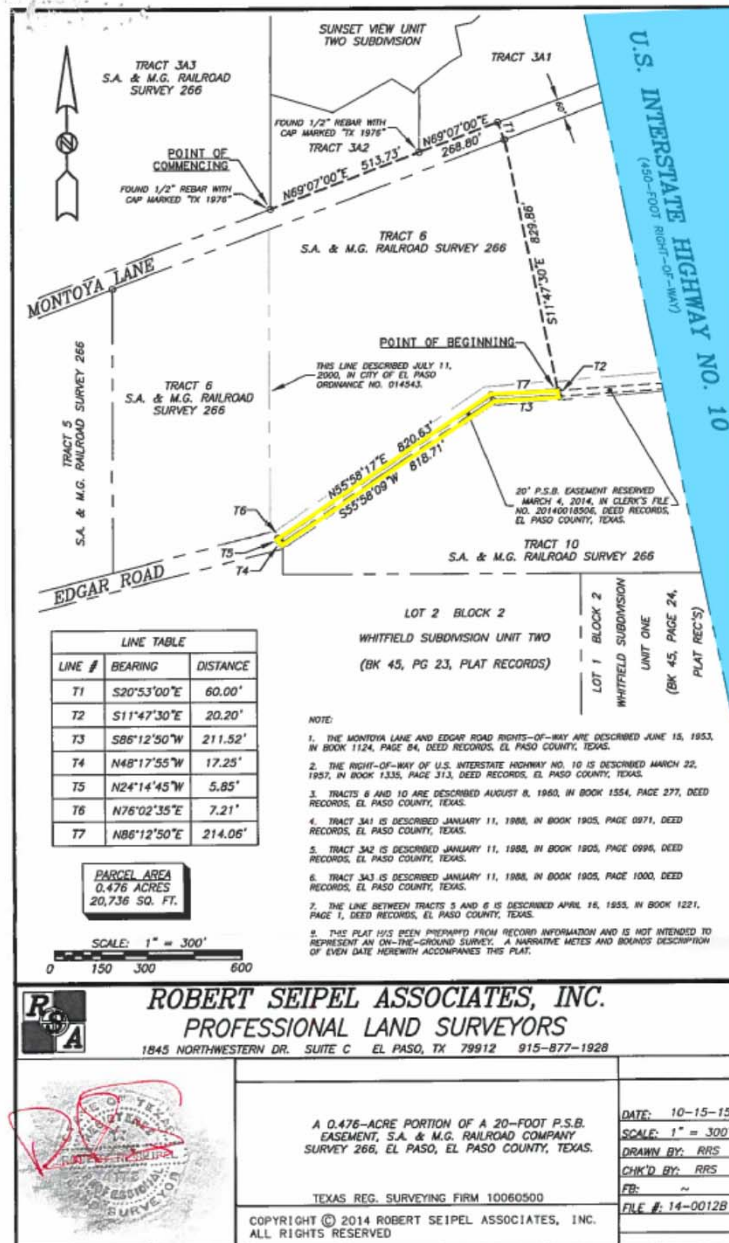 SUNSET VIEW UNIT
TWO SUBDIVISION
TRACT 3A3
S.A. & M.G. RAILROAD
SURVEY 266
TRACT 3A1
U.S. INTERSTATE HIGHWAY NO. 10
(450-FOOT RIGHT-OF-WAY)
60'
N
FOUND 1/2" REBAR WITH
CAP MARKED "TX 1976"
TRACT 3A2
N69°07'00"E
268.80'
T1
POINT OF
COMMENCING
FOUND 1/2" REBAR WITH
CAP MARKED "TX 1976"
N69°07'00"E 513.73'
TRACT 6
S.A. & M.G. RAILROAD SURVEY 266
S11°47'30"E 829.86'
MONTOYA LANE
POINT OF BEGINNING
THIS LINE DESCRIBED JULY 11,
2000, IN CITY OF EL PASO
ORDINANCE NO. 014543.
T7
T2
T3
TRACT 5
S.A. & M.G. RAILROAD SURVEY 266
TRACT 6
S.A. & M.G. RAILROAD
SURVEY 266
N55°58'17"E 820.63'
S55°58'09"W 818.71'
20' P.S.B. EASEMENT RESERVED
MARCH 4, 2014, IN CLERK'S FILE
NO. 20140018506, DEED RECORDS,
EL PASO COUNTY, TEXAS.
T6
T5
T4
TRACT 10
S.A. & M.G. RAILROAD SURVEY 266
EDGAR ROAD
LOT 2 BLOCK 2
WHITFIELD SUBDIVISION UNIT TWO
(BK 45, PG 23, PLAT RECORDS)
LOT 1 BLOCK 2
WHITFIELD SUBDIVISION
UNIT ONE
(BK 45, PAGE 24,
PLAT REC'S)
LINE TABLE
LINE # BEARING DISTANCE
T1 S20°53'00"E 60.00'
T2 S11°47'30"E 20.20'
T3 S86°12'50"W 211.52'
T4 N48°17'55"W 17.25'
T5 N24°14'45"W 5.85'
T6 N76°02'35"E 7.21'
T7 N86°12'50"E 214.06'
PARCEL AREA
0.476 ACRES
20,736 SQ. FT.
SCALE: 1" = 300'
0 150 300 600
NOTE:
1. THE MONTOYA LANE AND EDGAR ROAD RIGHTS-OF-WAY ARE DESCRIBED JUNE 15, 1953,
IN BOOK 1124, PAGE 84, DEED RECORDS, EL PASO COUNTY, TEXAS.
2. THE RIGHT-OF-WAY OF U.S. INTERSTATE HIGHWAY NO. 10 IS DESCRIBED MARCH 22,
1957, IN BOOK 1335, PAGE 313, DEED RECORDS, EL PASO COUNTY, TEXAS.
3. TRACTS 6 AND 10 ARE DESCRIBED AUGUST 8, 1960, IN BOOK 1554, PAGE 277, DEED
RECORDS, EL PASO COUNTY, TEXAS.
4. TRACT 3A1 IS DESCRIBED JANUARY 11, 1988, IN BOOK 1905, PAGE 0971, DEED
RECORDS, EL PASO COUNTY, TEXAS.
5. TRACT 3A2 IS DESCRIBED JANUARY 11, 1988, IN BOOK 1905, PAGE 0996, DEED
RECORDS, EL PASO COUNTY, TEXAS.
6. TRACT 3A3 IS DESCRIBED JANUARY 11, 1988, IN BOOK 1905, PAGE 1000, DEED
RECORDS, EL PASO COUNTY, TEXAS.
7. THE LINE BETWEEN TRACTS 5 AND 6 IS DESCRIBED APRIL 16, 1955, IN BOOK 1221,
PAGE 1, DEED RECORDS, EL PASO COUNTY, TEXAS.
THIS PLAT HAS BEEN PREPARED FROM RECORD INFORMATION AND IS NOT INTENDED TO
REPRESENT AN ON-THE-GROUND SURVEY. A NARRATIVE METES AND BOUNDS DESCRIPTION
OF EVEN DATE HEREWITH ACCOMPANIES THIS PLAT.
R S A
ROBERT SEIPEL ASSOCIATES, INC.
PROFESSIONAL LAND SURVEYORS
1845 NORTHWESTERN DR. SUITE C EL PASO, TX 79912 915-877-1928
A 0.476-ACRE PORTION OF A 20-FOOT P.S.B.
EASEMENT, S.A. & M.G. RAILROAD COMPANY
SURVEY 266, EL PASO, EL PASO COUNTY, TEXAS.
TEXAS REG. SURVEYING FIRM 10060500
COPYRIGHT © 2014 ROBERT SEIPEL ASSOCIATES, INC.
ALL RIGHTS RESERVED
DATE: 10-15-15
SCALE: 1" = 300'
DRAWN BY: RRS
CHK'D BY: RRS
FB: ~
FILE #: 14-0012B
OF TEXAS
PROFESSIONAL
SURVEYOR